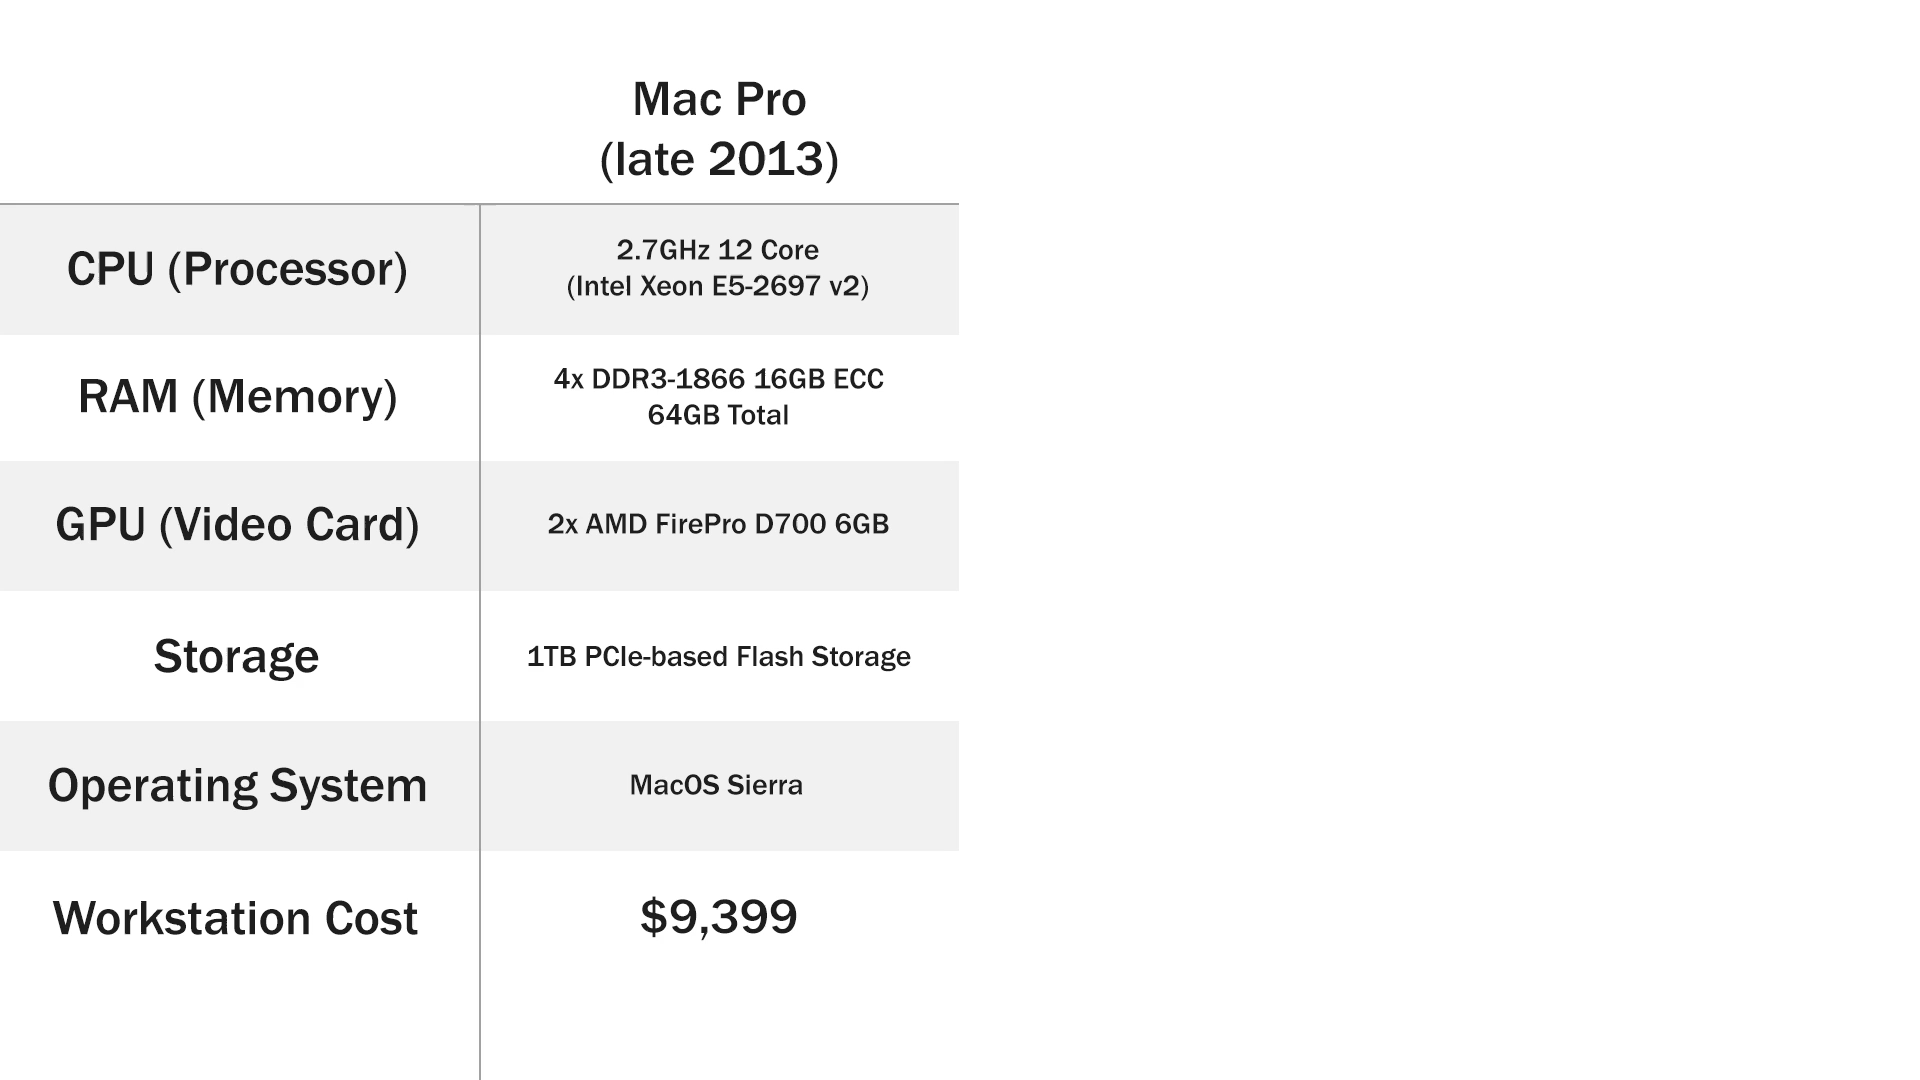 Mac Pro
(late 2013)
CPU (Processor)
2.7GHz 12 Core
(Intel Xeon E5-2697 v2)
RAM (Memory)
4x DDR3-1866 16GB ECC
64GB Total
GPU (Video Card)
2x AMD FirePro D700 6GB
Storage
1TB PCIe-based Flash Storage
Operating System
MacOS Sierra
Workstation Cost
$9,399